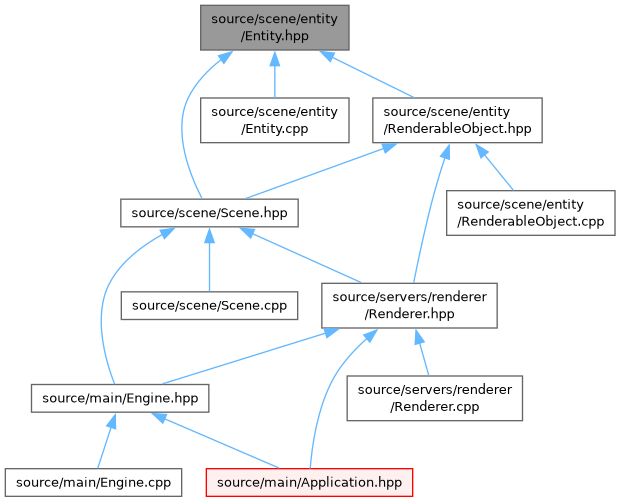 source/scene/entity
/Entity.hpp
source/scene/entity
/Entity.cpp
source/scene/entity
/RenderableObject.hpp
source/scene/Scene.hpp
source/scene/entity
/RenderableObject.cpp
source/scene/Scene.cpp
source/servers/renderer
/Renderer.hpp
source/main/Engine.hpp
source/servers/renderer
/Renderer.cpp
source/main/Engine.cpp
source/main/Application.hpp